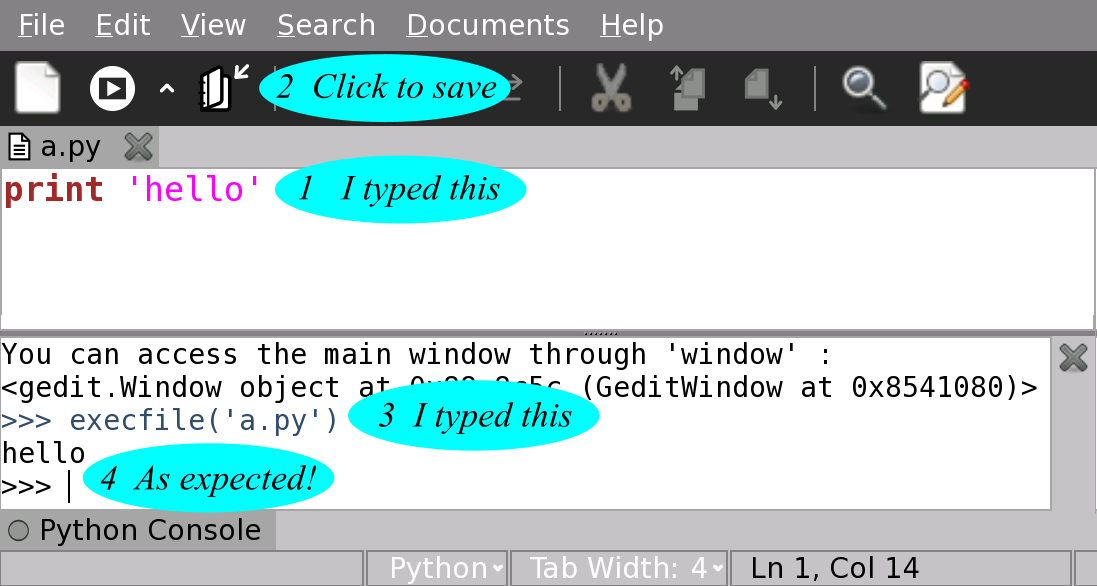 File Edit View Search Documents Help
2 Click to save
a.py
print 'hello' 1 I typed this
You can access the main window through 'window' :
<gedit.Window object at (GeditWindow at 0x8541080)>
>>> execfile('a.py') 3 I typed this
hello
>>> 4 As expected!
Python Console
Python Tab Width: 4 Ln 1, Col 14